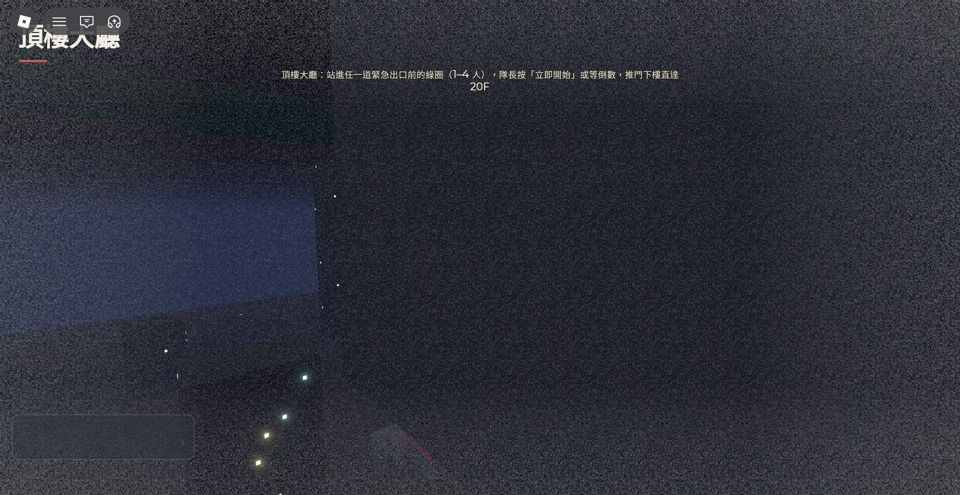 頂樓大廳
頂樓大廳：站進任一道緊急出口前的綠圈（1–4 人），隊長按「立即開始」或等倒數，推門下樓直達
20F